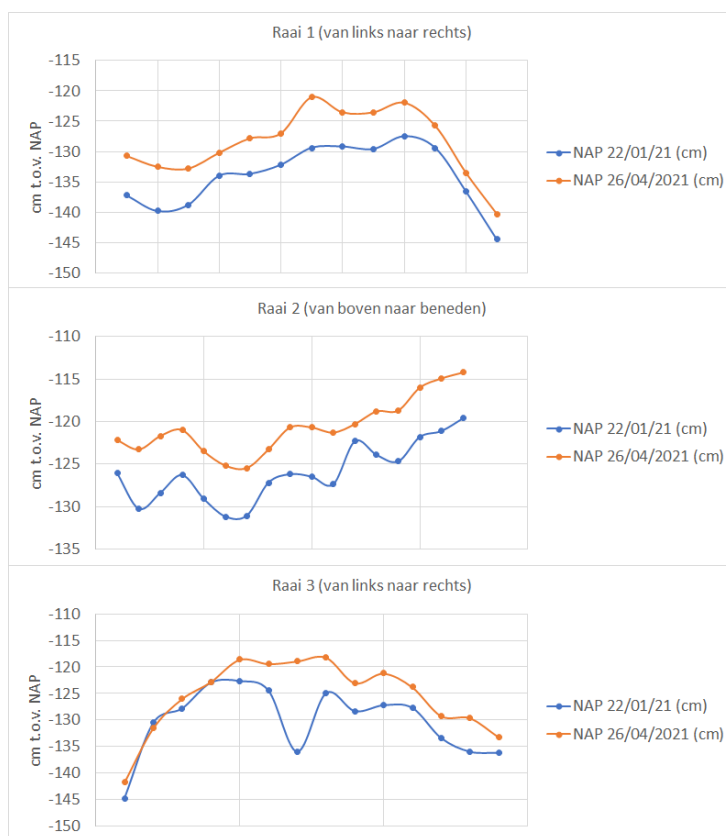 Raai 1 (van links naar rechts)
cm t.o.v. NAP
-115
-120
-125
-130
-135
-140
-145
-150
NAP 22/01/21 (cm)
NAP 26/04/2021 (cm)
Raai 2 (van boven naar beneden)
cm t.o.v. NAP
-110
-115
-120
-125
-130
-135
NAP 22/01/21 (cm)
NAP 26/04/2021 (cm)
Raai 3 (van links naar rechts)
cm t.o.v. NAP
-110
-115
-120
-125
-130
-135
-140
-145
-150
NAP 22/01/21 (cm)
NAP 26/04/2021 (cm)